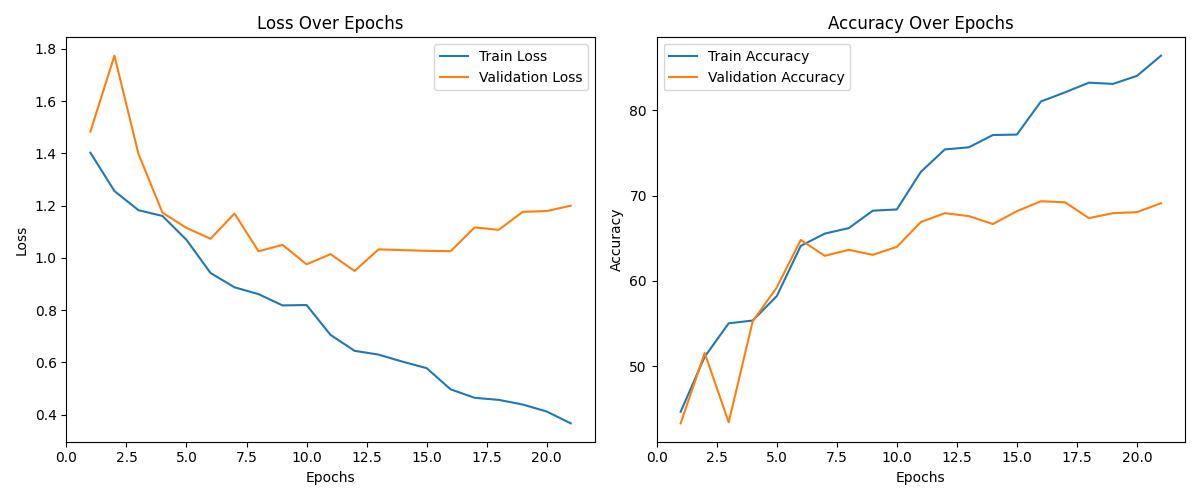 Loss Over Epochs
Train Loss
Validation Loss
Loss
1.8
1.6
1.4
1.2
1.0
0.8
0.6
0.4
0.0 2.5 5.0 7.5 10.0 12.5 15.0 17.5 20.0
Epochs
Accuracy Over Epochs
Train Accuracy
Validation Accuracy
Accuracy
80
70
60
50
0.0 2.5 5.0 7.5 10.0 12.5 15.0 17.5 20.0
Epochs